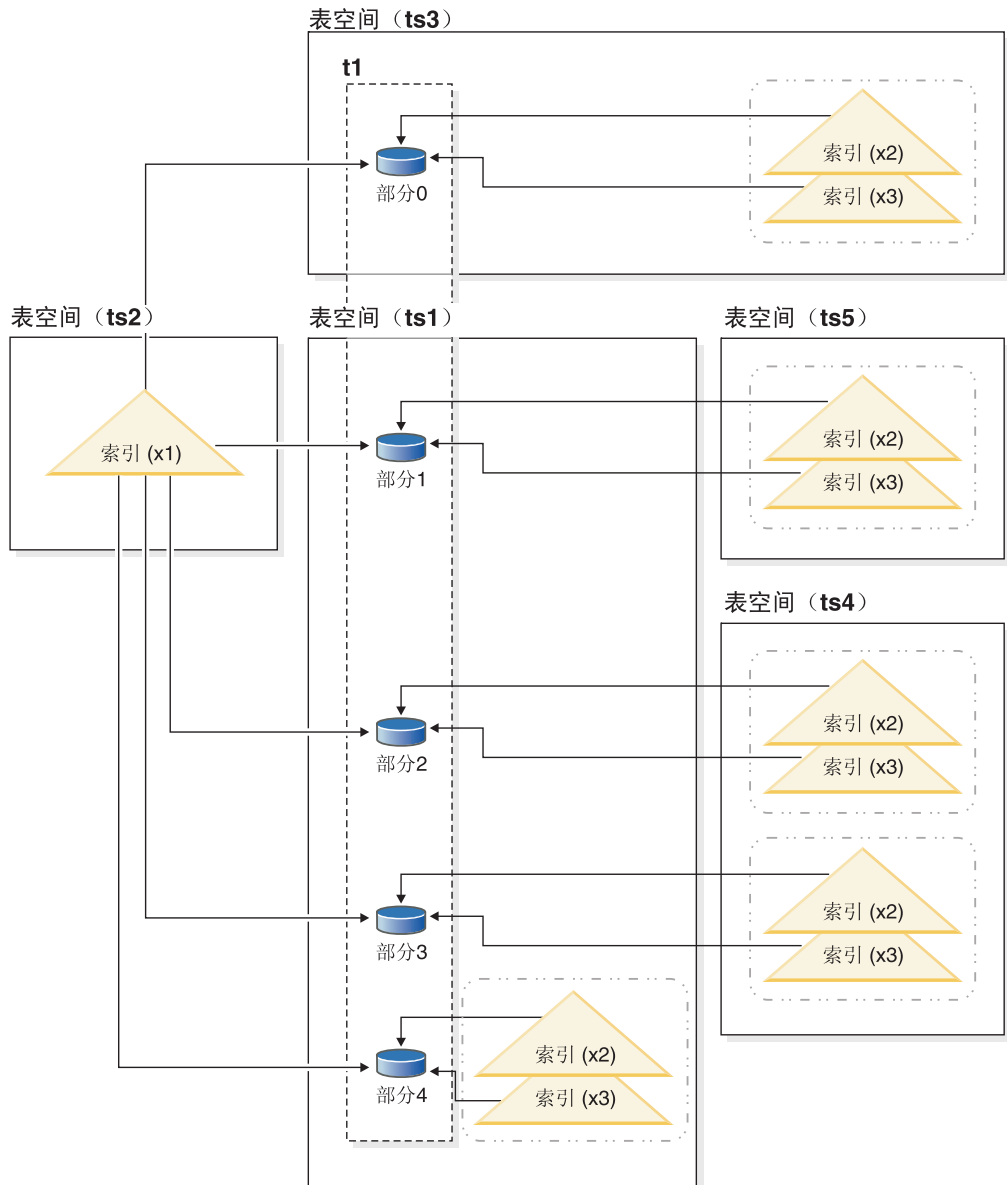 表空间（ts3）
t1
部分0
索引 (x2)
索引 (x3)
表空间（ts2）
索引 (x1)
表空间（ts1）
部分1
表空间（ts5）
索引 (x2)
索引 (x3)
表空间（ts4）
部分2
索引 (x2)
索引 (x3)
部分3
索引 (x2)
索引 (x3)
部分4
索引 (x2)
索引 (x3)